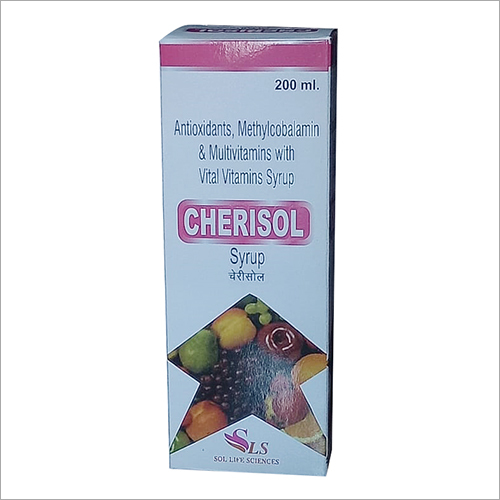 200 ml.
Antioxidants, Methylcobalamin
& Multivitamins with
Vital Vitamins Syrup
CHERISOL
Syrup
चेरीसोल
SLS
SOL LIFE SCIENCES